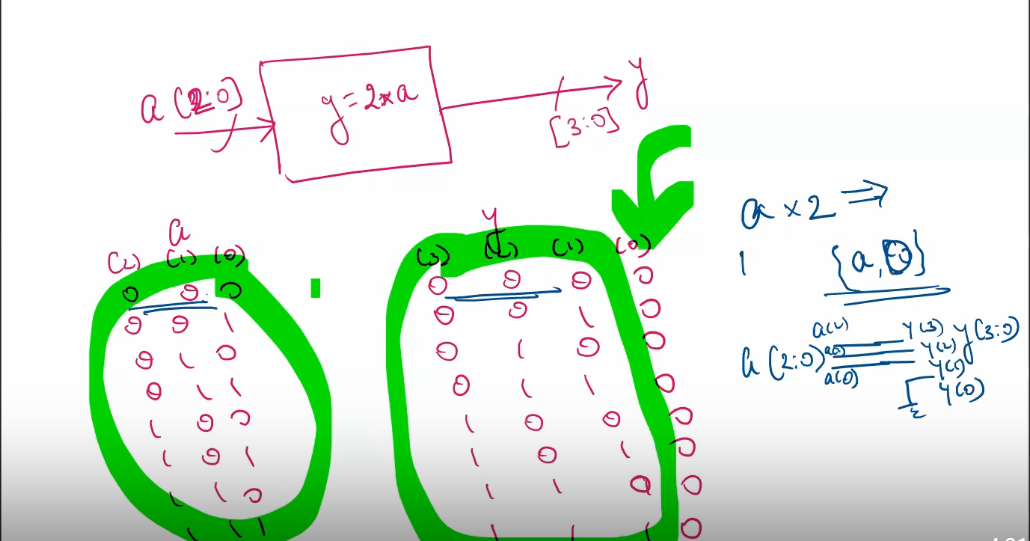 a [2:0]
y = 2*a
y
[3:0]
a
(2) (1) (0)
0 0 0
0 0 1
0 1 0
0 1 1
1 0 0
1 0 1
1 1 0
1 1 1
y
(3) (2) (1) (0)
0 0 0 0
0 0 1 0
0 1 0 0
0 1 1 0
1 0 0 0
1 0 1 0
1 1 0 0
1 1 1 0
a × 2 ⇒
{a, 0}
a(2:0) y(3:0)
a(2) y(3)
a(1) y(2)
a(0) y(1)
y(0)